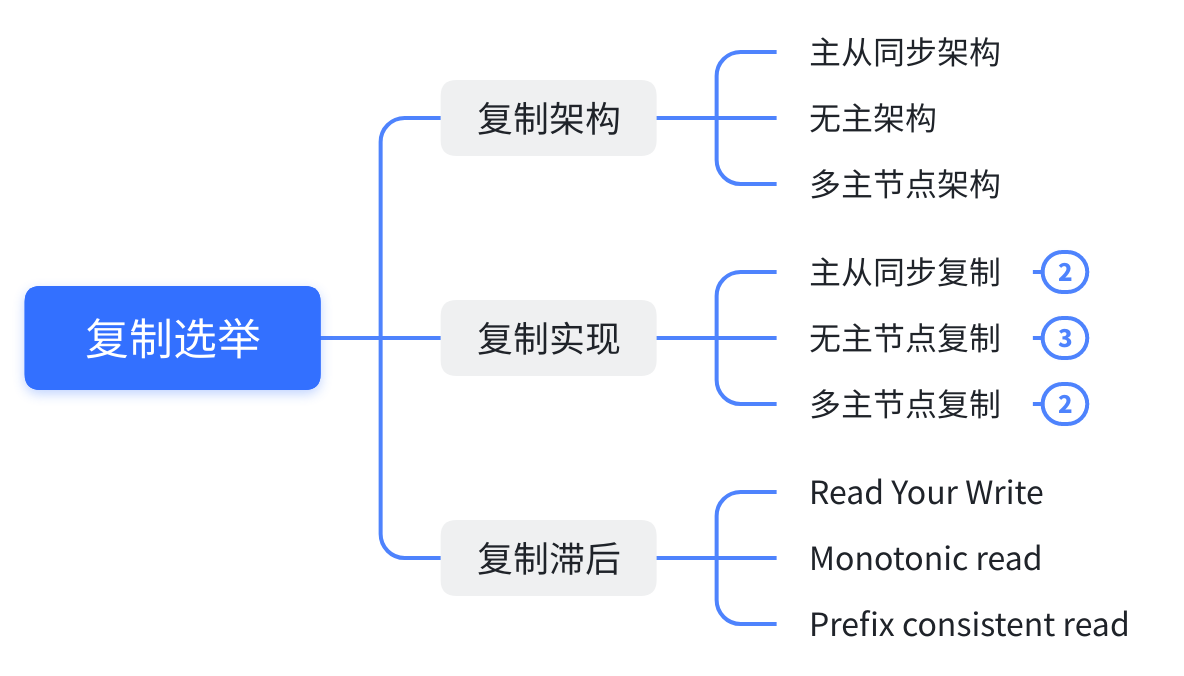 复制选举
复制架构
主从同步架构
无主架构
多主节点架构
复制实现
主从同步复制 2
无主节点复制 3
多主节点复制 2
复制滞后
Read Your Write
Monotonic read
Prefix consistent read